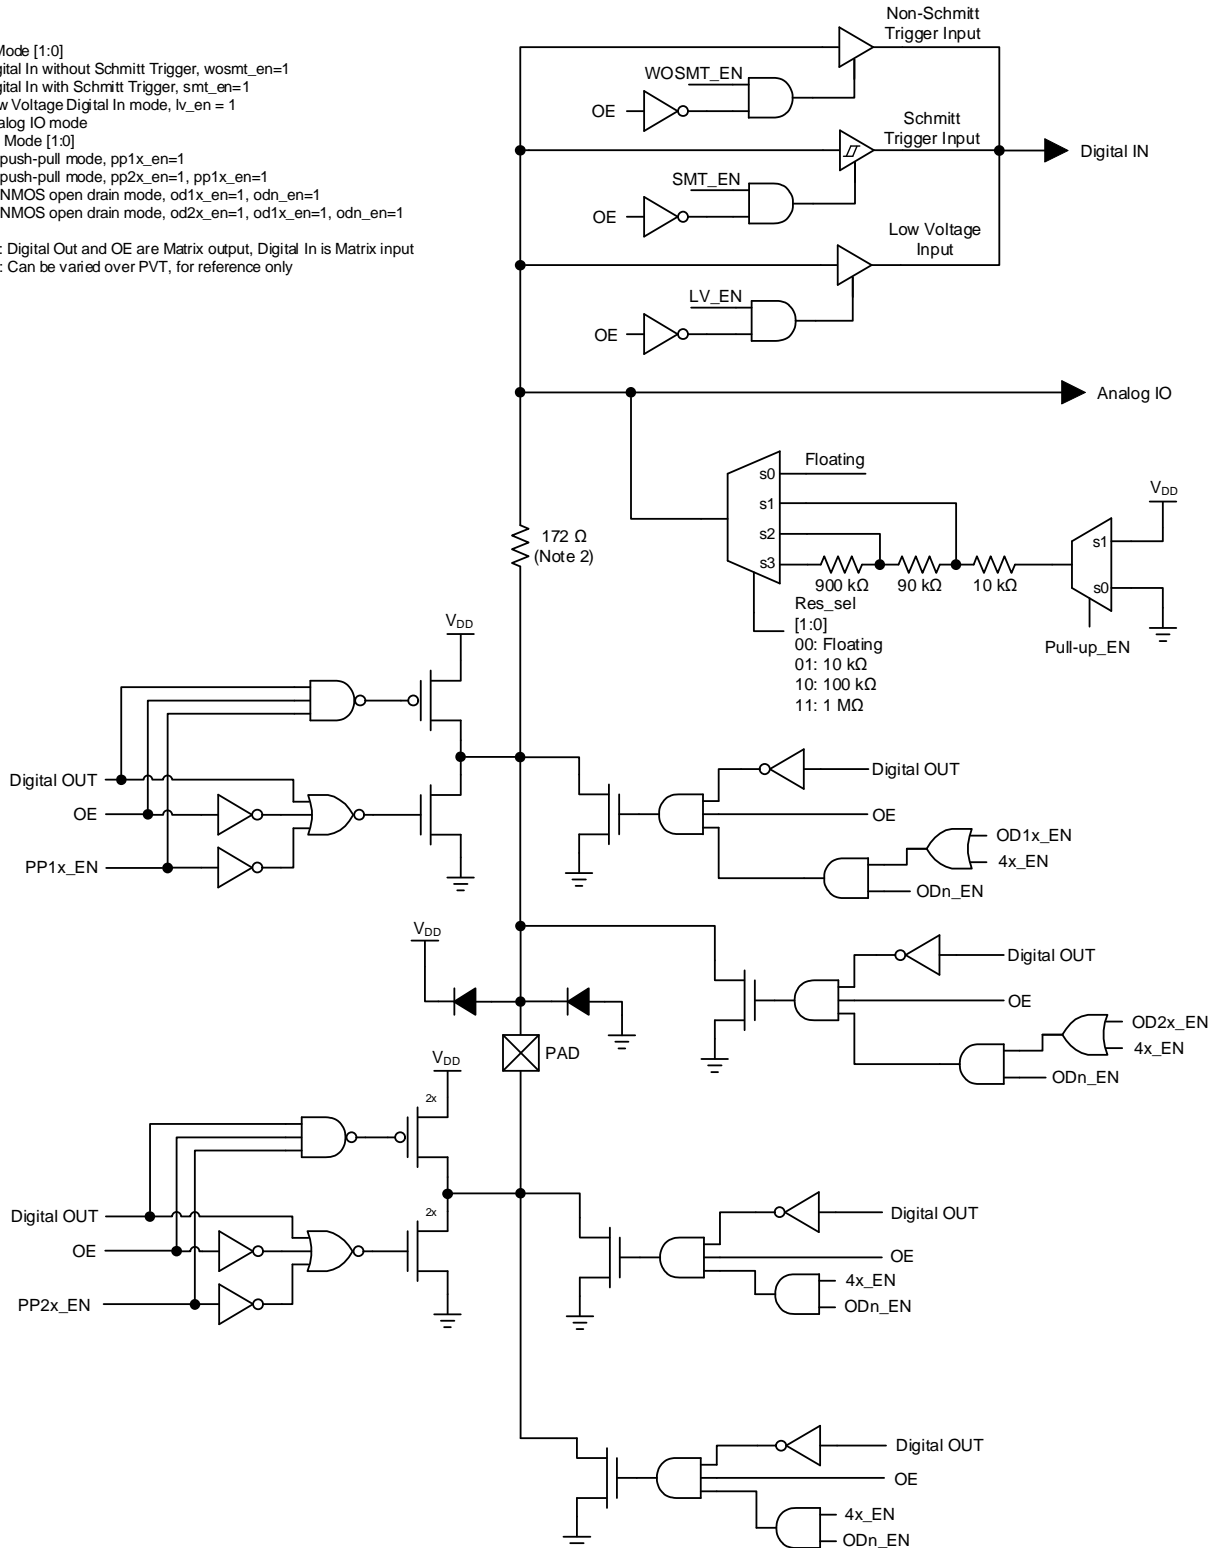 Non-Schmitt
Trigger Input
Mode [1:0]
gital In without Schmitt Trigger, wosmt_en=1
gital In with Schmitt Trigger, smt_en=1
w Voltage Digital In mode, lv_en = 1
alog IO mode
Mode [1:0]
push-pull mode, pp1x_en=1
push-pull mode, pp2x_en=1, pp1x_en=1
NMOS open drain mode, od1x_en=1, odn_en=1
NMOS open drain mode, od2x_en=1, od1x_en=1, odn_en=1
: Digital Out and OE are Matrix output, Digital In is Matrix input
: Can be varied over PVT, for reference only
WOSMT_EN
OE
Schmitt
Trigger Input
Digital IN
SMT_EN
OE
Low Voltage
Input
LV_EN
OE
Analog IO
Floating
s0
s1
s2
s3
VDD
s1
s0
172 Ω
(Note 2)
900 kΩ
90 kΩ
10 kΩ
Res_sel
[1:0]
00: Floating
01: 10 kΩ
10: 100 kΩ
11: 1 MΩ
Pull-up_EN
VDD
Digital OUT
OE
PP1x_EN
Digital OUT
OE
OD1x_EN
4x_EN
ODn_EN
VDD
Digital OUT
OE
OD2x_EN
4x_EN
ODn_EN
PAD
VDD
2x
2x
Digital OUT
OE
PP2x_EN
Digital OUT
OE
4x_EN
ODn_EN
Digital OUT
OE
4x_EN
ODn_EN